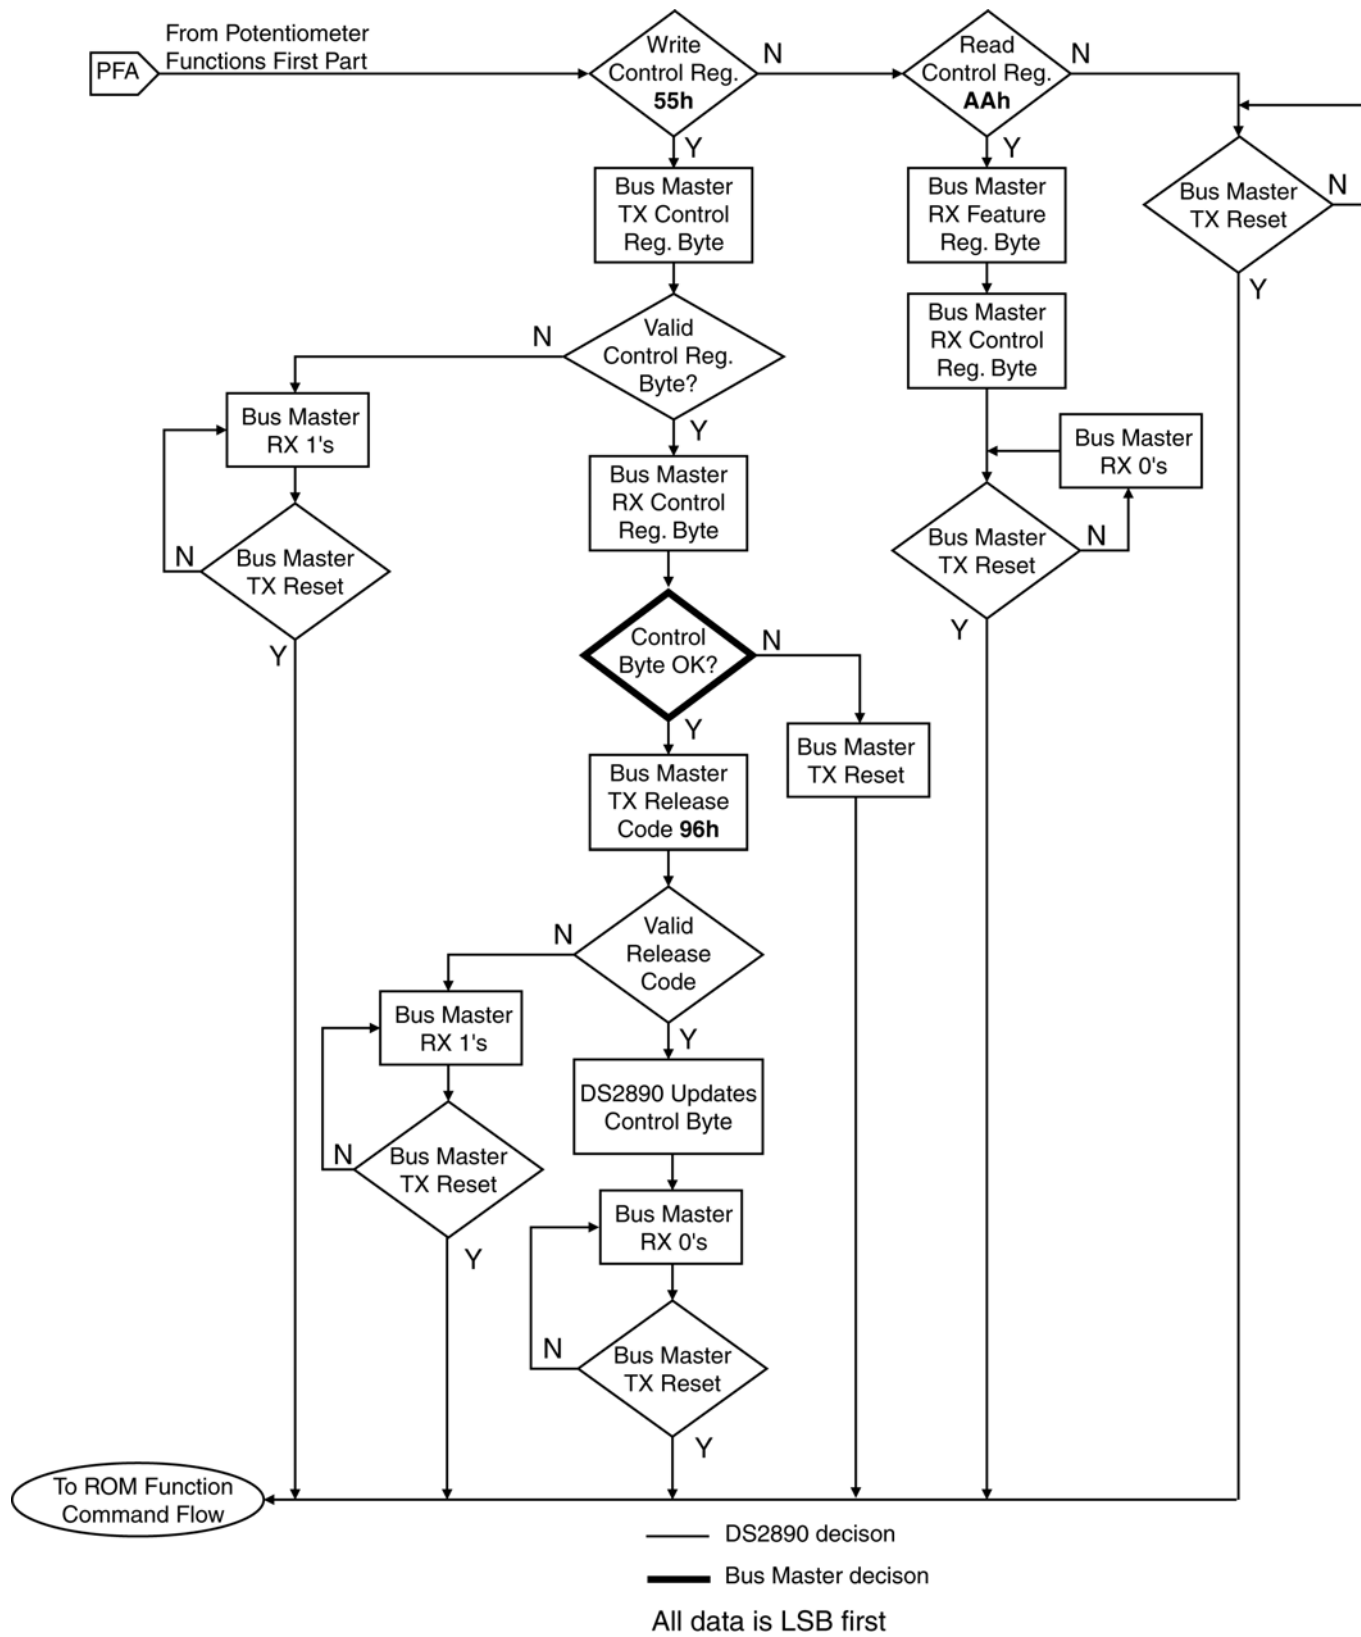 From Potentiometer
Functions First Part
PFA
Write
Control Reg.
55h
N
Y
Read
Control Reg.
AAh
N
Y
Bus Master
TX Control
Reg. Byte
Bus Master
RX Feature
Reg. Byte
Bus Master
TX Reset
N
Y
Valid
Control Reg.
Byte?
N
Y
Bus Master
RX Control
Reg. Byte
Bus Master
RX 1's
Bus Master
TX Reset
N
Y
Bus Master
RX Control
Reg. Byte
Bus Master
RX 0's
Bus Master
TX Reset
N
Y
Control
Byte OK?
N
Y
Bus Master
TX Reset
Bus Master
TX Release
Code 96h
Valid
Release
Code
N
Y
Bus Master
RX 1's
Bus Master
TX Reset
N
Y
DS2890 Updates
Control Byte
Bus Master
RX 0's
Bus Master
TX Reset
N
Y
To ROM Function
Command Flow
DS2890 decison
Bus Master decison
All data is LSB first